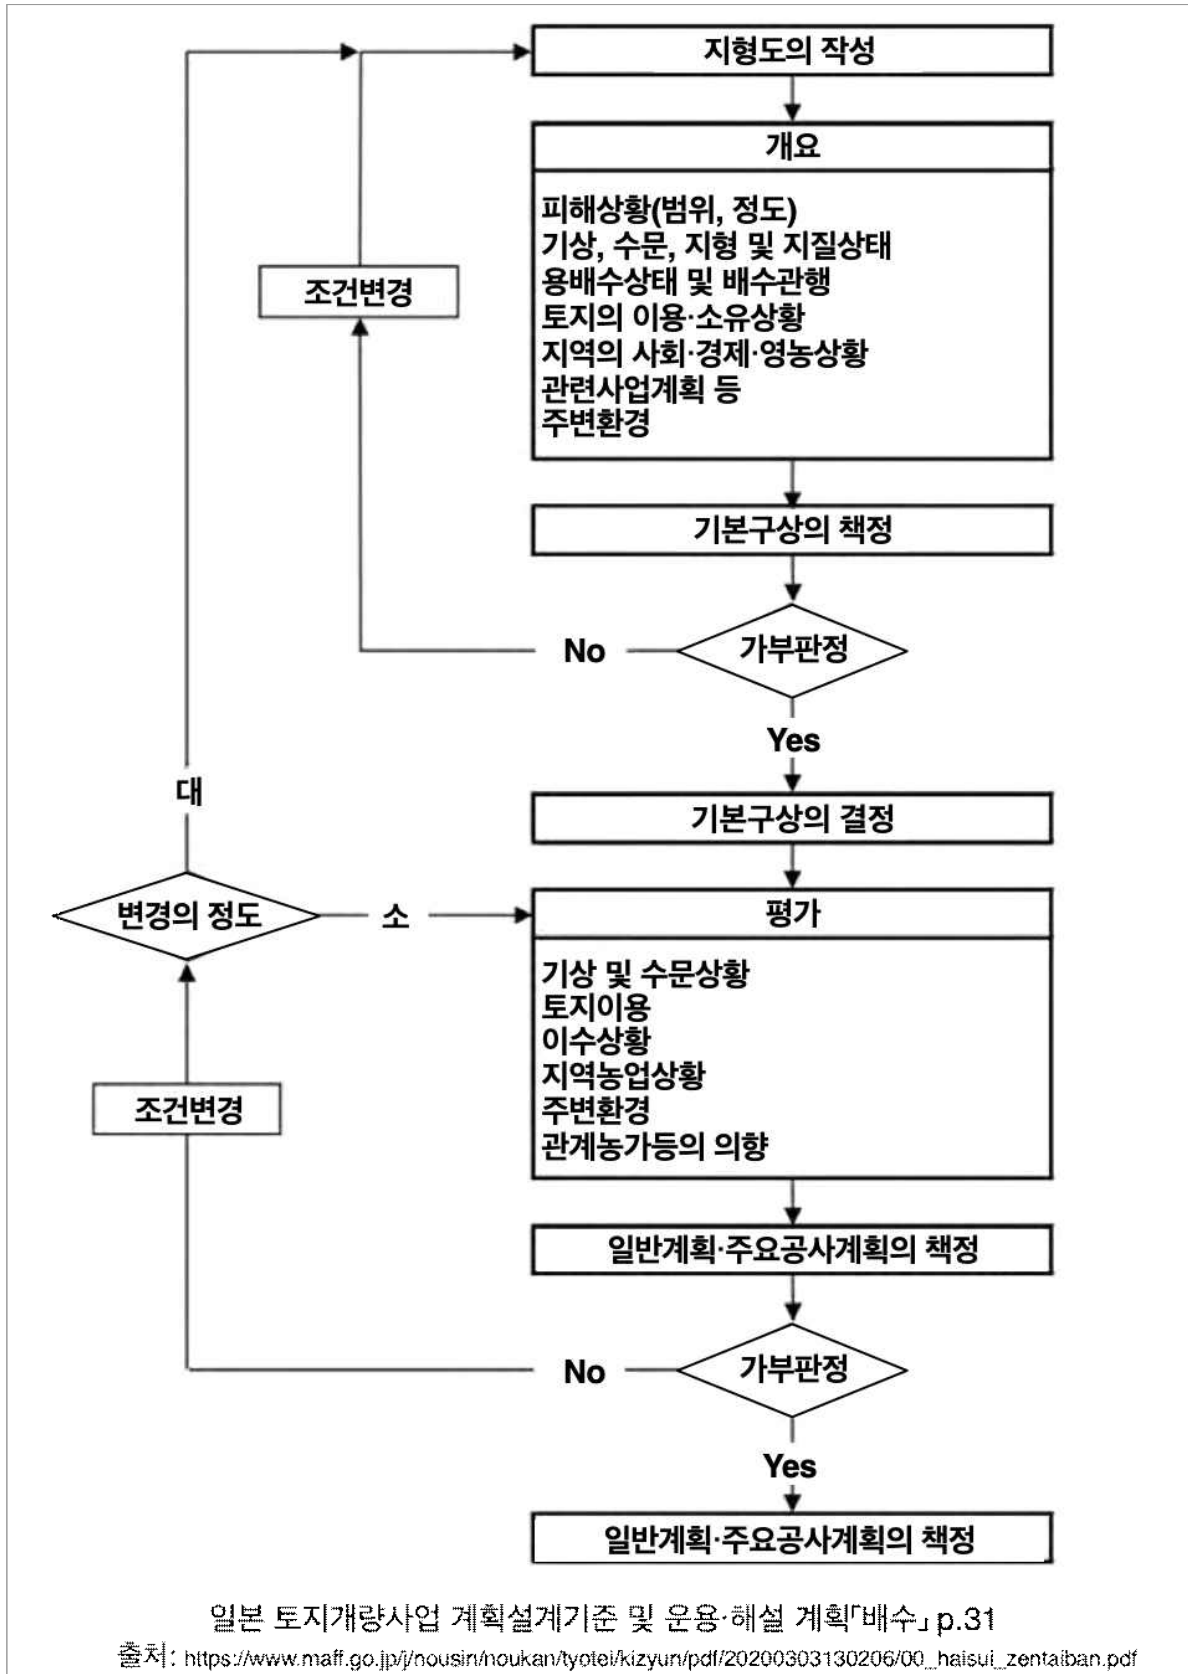 지형도의 작성
개요
피해상황(범위, 정도)
기상, 수문, 지형 및 지질상태
용배수상태 및 배수관행
토지의 이용·소유상황
지역의 사회·경제·영농상황
관련사업계획 등
주변환경
조건변경
기본구상의 책정
가부판정
No
Yes
기본구상의 결정
대
변경의 정도
소
평가
기상 및 수문상황
토지이용
이수상황
지역농업상황
주변환경
관계농가등의 의향
조건변경
일반계획·주요공사계획의 책정
가부판정
No
Yes
일반계획·주요공사계획의 책정
일본 토지개량사업 계획설계기준 및 운용·해설 계획「배수」 p.31
출처: https://www.maff.go.jp/j/nousin/noukan/tyotei/kizyun/pdf/20200303130206/00_haisui_zentaiban.pdf